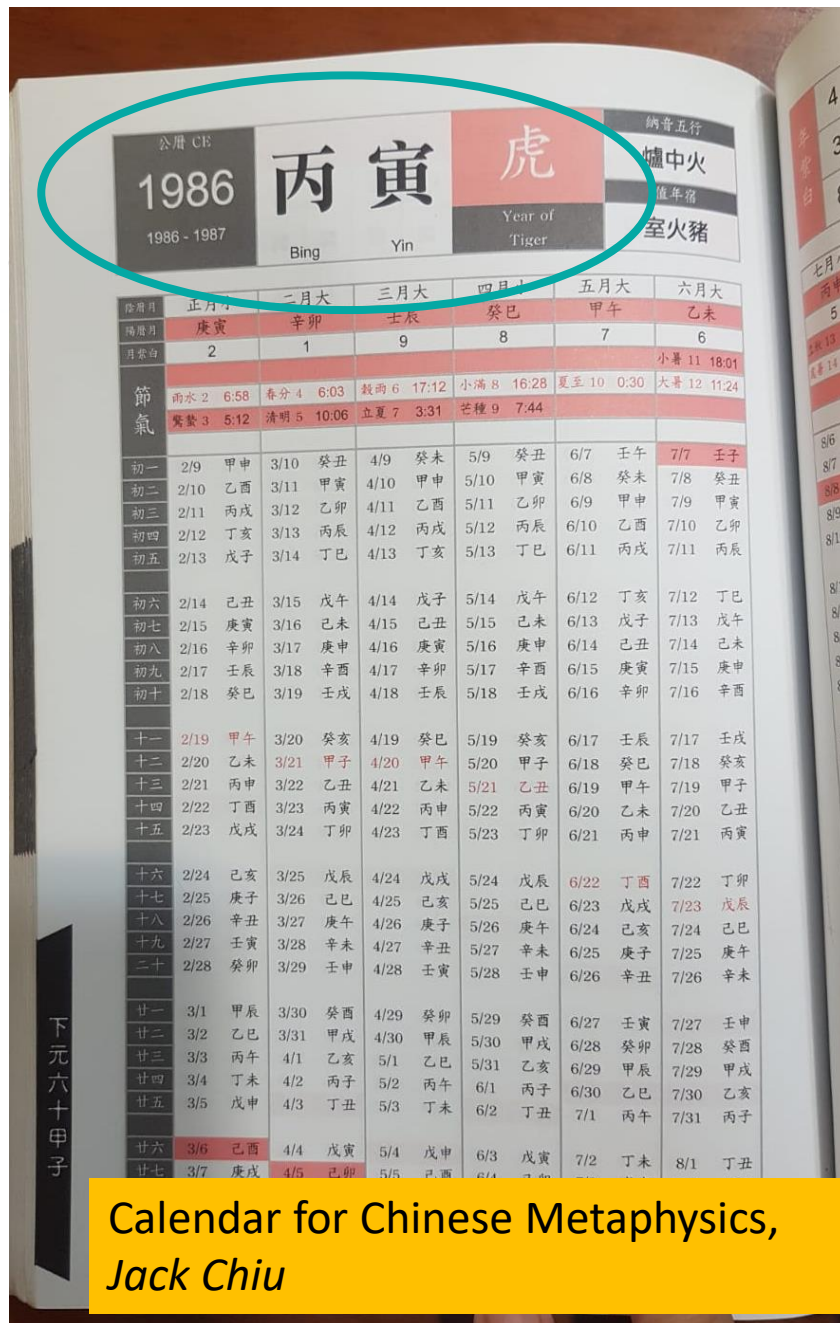 公曆 CE
1986
1986 - 1987
丙 寅
Bing Yin
虎
Year of
Tiger
納音五行
爐中火
值年宿
室火豬
陰曆月 正月小 二月大 三月大 四月小 五月大 六月大
陽曆月 庚寅 辛卯 壬辰 癸巳 甲午 乙未
月紫白 2 1 9 8 7 6
小暑 11 18:01
節氣
雨水 2 6:58 春分 4 6:03 穀雨 6 17:12 小滿 8 16:28 夏至 10 0:30 大暑 12 11:24
驚蟄 3 5:12 清明 5 10:06 立夏 7 3:31 芒種 9 7:44
初一 2/9 甲申 3/10 癸丑 4/9 癸未 5/9 癸丑 6/7 壬午 7/7 壬子
初二 2/10 乙酉 3/11 甲寅 4/10 甲申 5/10 甲寅 6/8 癸未 7/8 癸丑
初三 2/11 丙戌 3/12 乙卯 4/11 乙酉 5/11 乙卯 6/9 甲申 7/9 甲寅
初四 2/12 丁亥 3/13 丙辰 4/12 丙戌 5/12 丙辰 6/10 乙酉 7/10 乙卯
初五 2/13 戊子 3/14 丁巳 4/13 丁亥 5/13 丁巳 6/11 丙戌 7/11 丙辰
初六 2/14 己丑 3/15 戊午 4/14 戊子 5/14 戊午 6/12 丁亥 7/12 丁巳
初七 2/15 庚寅 3/16 己未 4/15 己丑 5/15 己未 6/13 戊子 7/13 戊午
初八 2/16 辛卯 3/17 庚申 4/16 庚寅 5/16 庚申 6/14 己丑 7/14 己未
初九 2/17 壬辰 3/18 辛酉 4/17 辛卯 5/17 辛酉 6/15 庚寅 7/15 庚申
初十 2/18 癸巳 3/19 壬戌 4/18 壬辰 5/18 壬戌 6/16 辛卯 7/16 辛酉
十一 2/19 甲午 3/20 癸亥 4/19 癸巳 5/19 癸亥 6/17 壬辰 7/17 壬戌
十二 2/20 乙未 3/21 甲子 4/20 甲午 5/20 甲子 6/18 癸巳 7/18 癸亥
十三 2/21 丙申 3/22 乙丑 4/21 乙未 5/21 乙丑 6/19 甲午 7/19 甲子
十四 2/22 丁酉 3/23 丙寅 4/22 丙申 5/22 丙寅 6/20 乙未 7/20 乙丑
十五 2/23 戊戌 3/24 丁卯 4/23 丁酉 5/23 丁卯 6/21 丙申 7/21 丙寅
十六 2/24 己亥 3/25 戊辰 4/24 戊戌 5/24 戊辰 6/22 丁酉 7/22 丁卯
十七 2/25 庚子 3/26 己巳 4/25 己亥 5/25 己巳 6/23 戊戌 7/23 戊辰
十八 2/26 辛丑 3/27 庚午 4/26 庚子 5/26 庚午 6/24 己亥 7/24 己巳
十九 2/27 壬寅 3/28 辛未 4/27 辛丑 5/27 辛未 6/25 庚子 7/25 庚午
二十 2/28 癸卯 3/29 壬申 4/28 壬寅 5/28 壬申 6/26 辛丑 7/26 辛未
廿一 3/1 甲辰 3/30 癸酉 4/29 癸卯 5/29 癸酉 6/27 壬寅 7/27 壬申
廿二 3/2 乙巳 3/31 甲戌 4/30 甲辰 5/30 甲戌 6/28 癸卯 7/28 癸酉
廿三 3/3 丙午 4/1 乙亥 5/1 乙巳 5/31 乙亥 6/29 甲辰 7/29 甲戌
廿四 3/4 丁未 4/2 丙子 5/2 丙午 6/1 丙子 6/30 乙巳 7/30 乙亥
廿五 3/5 戊申 4/3 丁丑 5/3 丁未 6/2 丁丑 7/1 丙午 7/31 丙子
廿六 3/6 己酉 4/4 戊寅 5/4 戊申 6/3 戊寅 7/2 丁未 8/1 丁丑
廿七 3/7 庚戌 4/5 己卯 5/5 己酉
下元六十甲子
Calendar for Chinese Metaphysics,
Jack Chiu